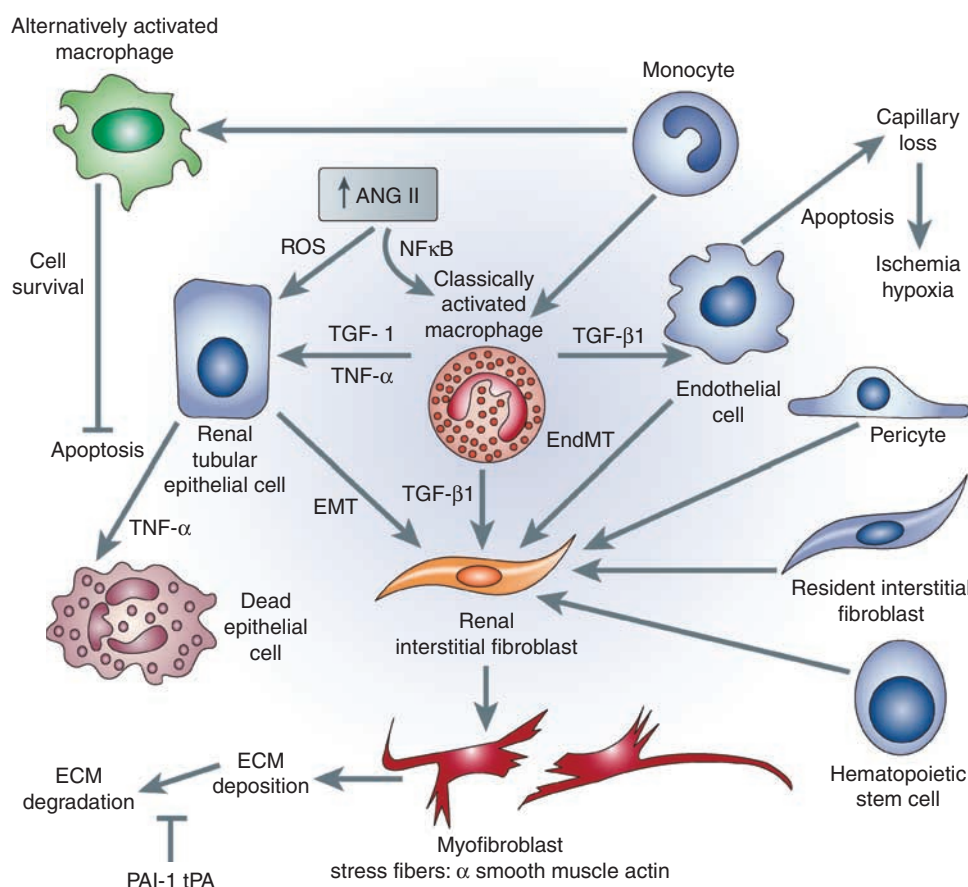 Alternatively activated
macrophage
Monocyte
Capillary
loss
↑ ANG II
Apoptosis
ROS
NFκB
Cell
survival
Classically
activated
macrophage
Ischemia
hypoxia
TGF- 1
TNF-α
TGF-β1
Endothelial
cell
Pericyte
Apoptosis
Renal
tubular
epithelial cell
EndMT
TGF-β1
EMT
TNF-α
Resident interstitial
fibroblast
Dead
epithelial
cell
Renal
interstitial fibroblast
Hematopoietic
stem cell
ECM
degradation
ECM
deposition
Myofibroblast
stress fibers: α smooth muscle actin
PAI-1 tPA